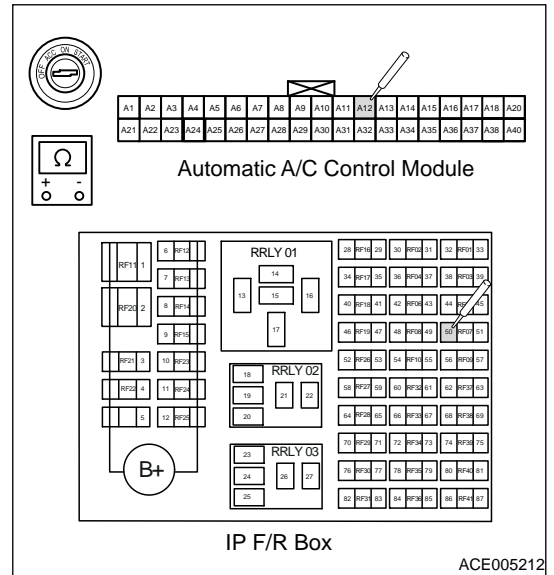 OFF ACC ON START
A1 A2 A3 A4 A5 A6 A7 A8 A9 A10 A11 A12 A13 A14 A15 A16 A17 A18 A20
A21 A22 A23 A24 A25 A26 A27 A28 A29 A30 A31 A32 A33 A34 A35 A36 A37 A38 A40
Ω
+ -
Automatic A/C Control Module
RF11 1
RF20 2
RF21 3
RF22 4
5
6 RF12
7 RF13
8 RF14
9 RF15
10 RF23
11 RF24
12 RF25
B+
RRLY 01
14
13 15 16
17
RRLY 02
18
19 21 22
20
RRLY 03
23
24 26 27
25
28 RF16 29 30 RF02 31 32 RF01 33
34 RF17 35 36 RF04 37 38 RF03 39
40 RF18 41 42 RF06 43 44 45
46 RF19 47 48 RF08 49 50 RF07 51
52 RF26 53 54 RF10 55 56 RF09 57
58 RF27 59 60 RF32 61 62 RF37 63
64 RF28 65 66 RF33 67 68 RF38 69
70 RF29 71 72 RF34 73 74 RF39 75
76 RF30 77 78 RF35 79 80 RF40 81
82 RF31 83 84 RF36 85 86 RF41 87
IP F/R Box
ACE005212